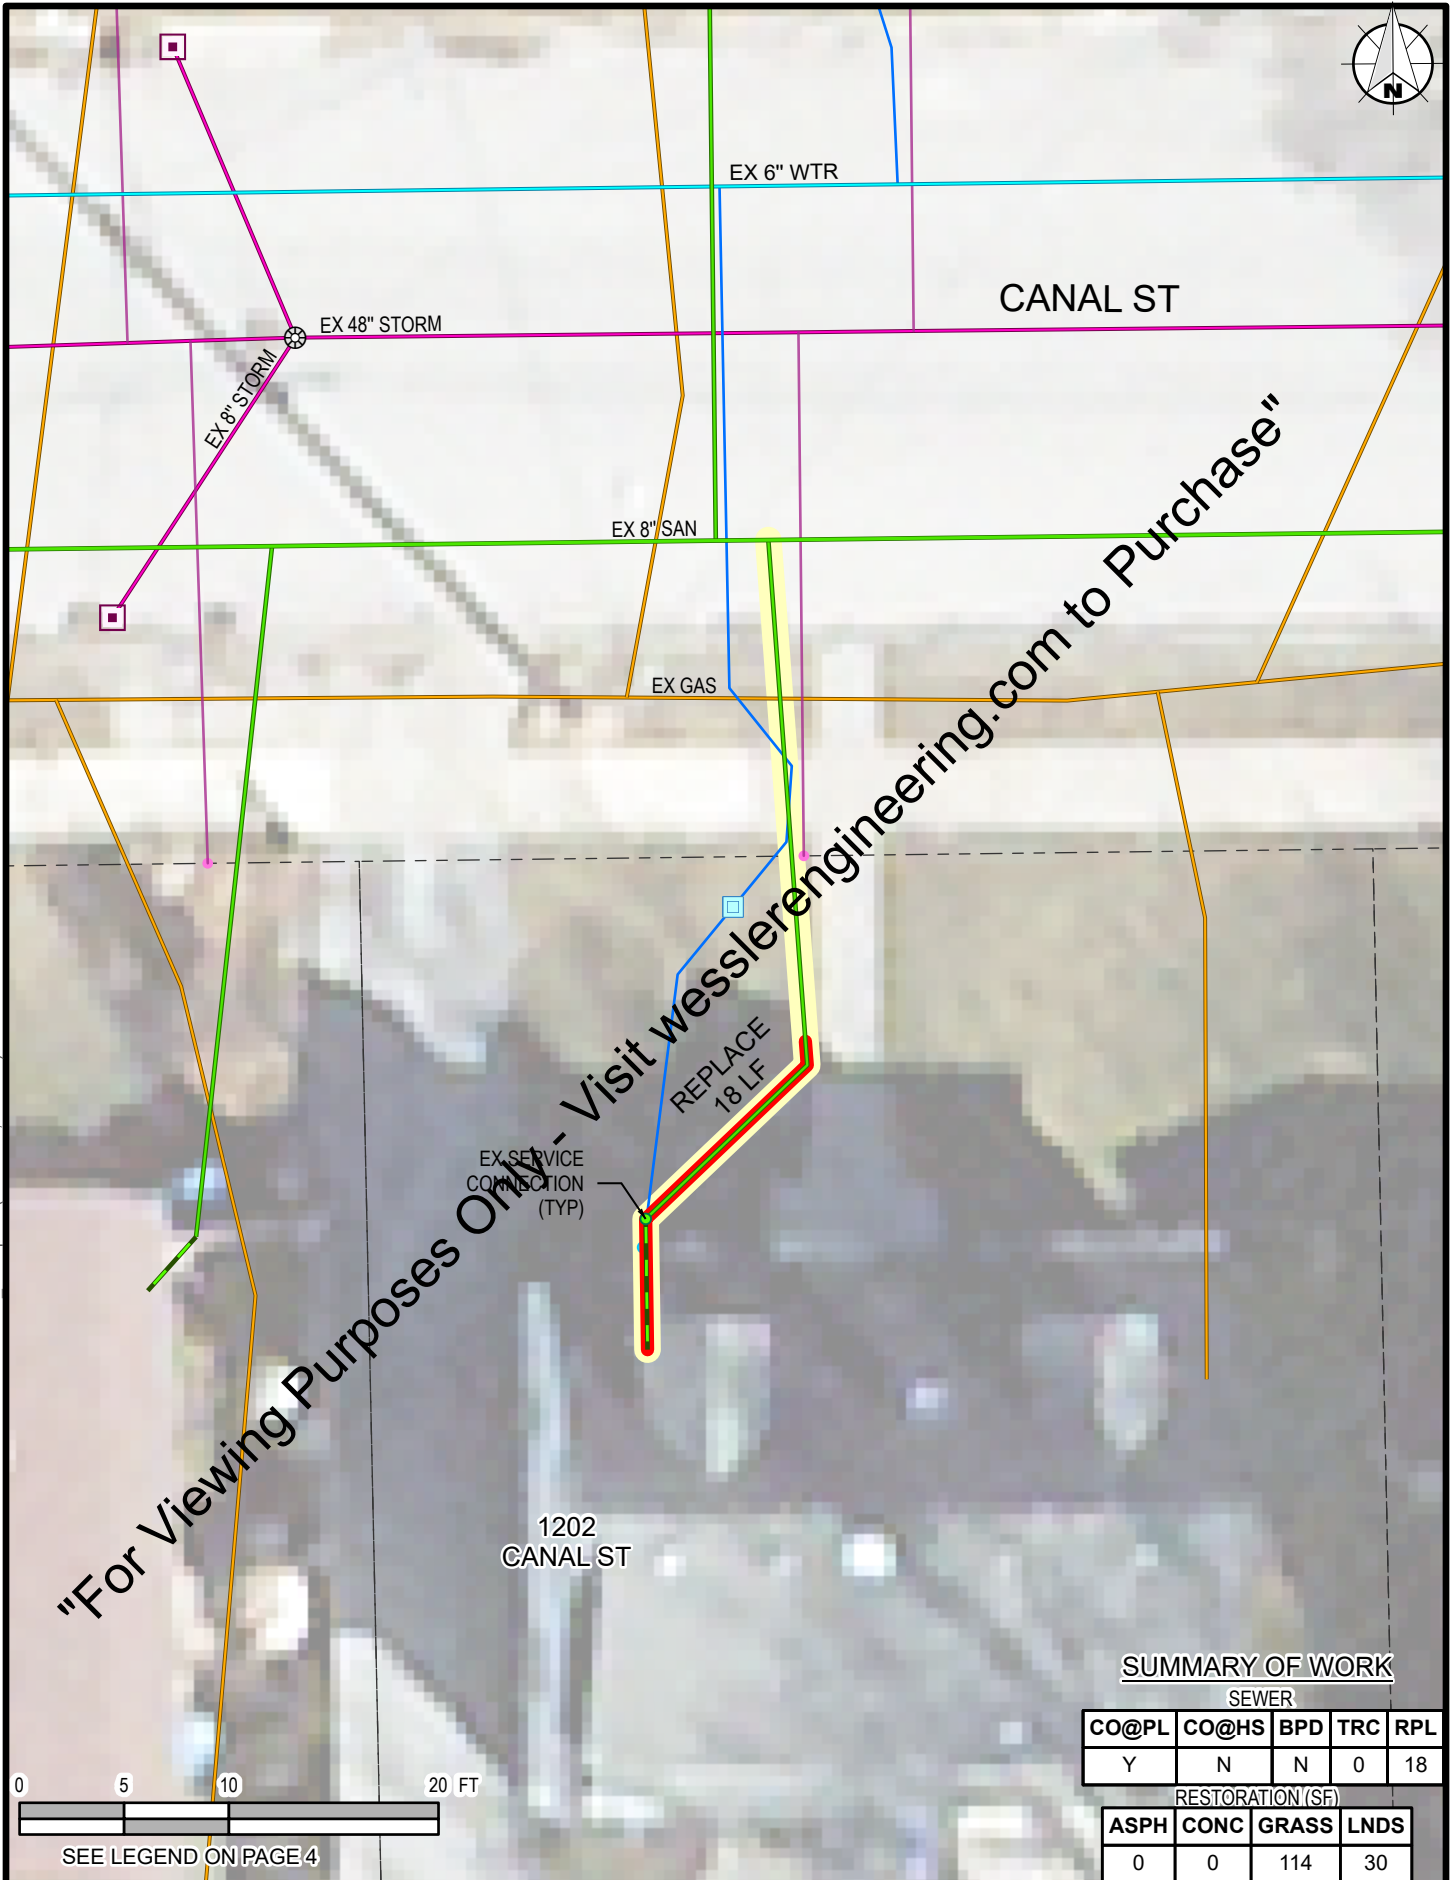 N
EX 6" WTR
CANAL ST
EX 48" STORM
EX 8" STORM
EX 8" SAN
EX GAS
"For Viewing Purposes Only - Visit wesslerengineering.com to Purchase"
REPLACE
18 LF
EX SERVICE
CONNECTION
(TYP)
1202
CANAL ST
SUMMARY OF WORK
SEWER
CO@PL CO@HS BPD TRC RPL
Y N N 0 18
RESTORATION (SF)
ASPH CONC GRASS LNDS
0 0 114 30
0 5 10 20 FT
SEE LEGEND ON PAGE 4